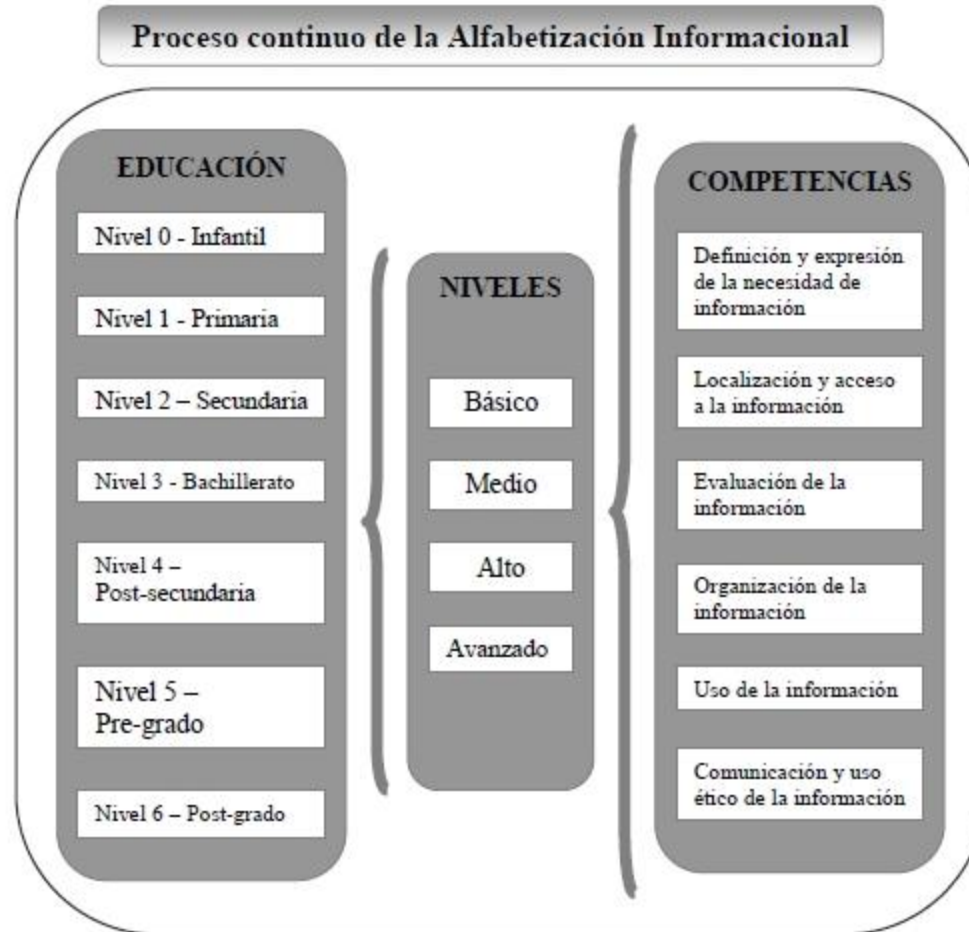 Proceso continuo de la Alfabetización Informacional
EDUCACIÓN
Nivel 0 - Infantil
Nivel 1 - Primaria
Nivel 2 – Secundaria
Nivel 3 - Bachillerato
Nivel 4 –
Post-secundaria
Nivel 5 –
Pre-grado
Nivel 6 – Post-grado
NIVELES
Básico
Medio
Alto
Avanzado
COMPETENCIAS
Definición y expresión
de la necesidad de
información
Localización y acceso
a la información
Evaluación de la
información
Organización de la
información
Uso de la información
Comunicación y uso
ético de la información